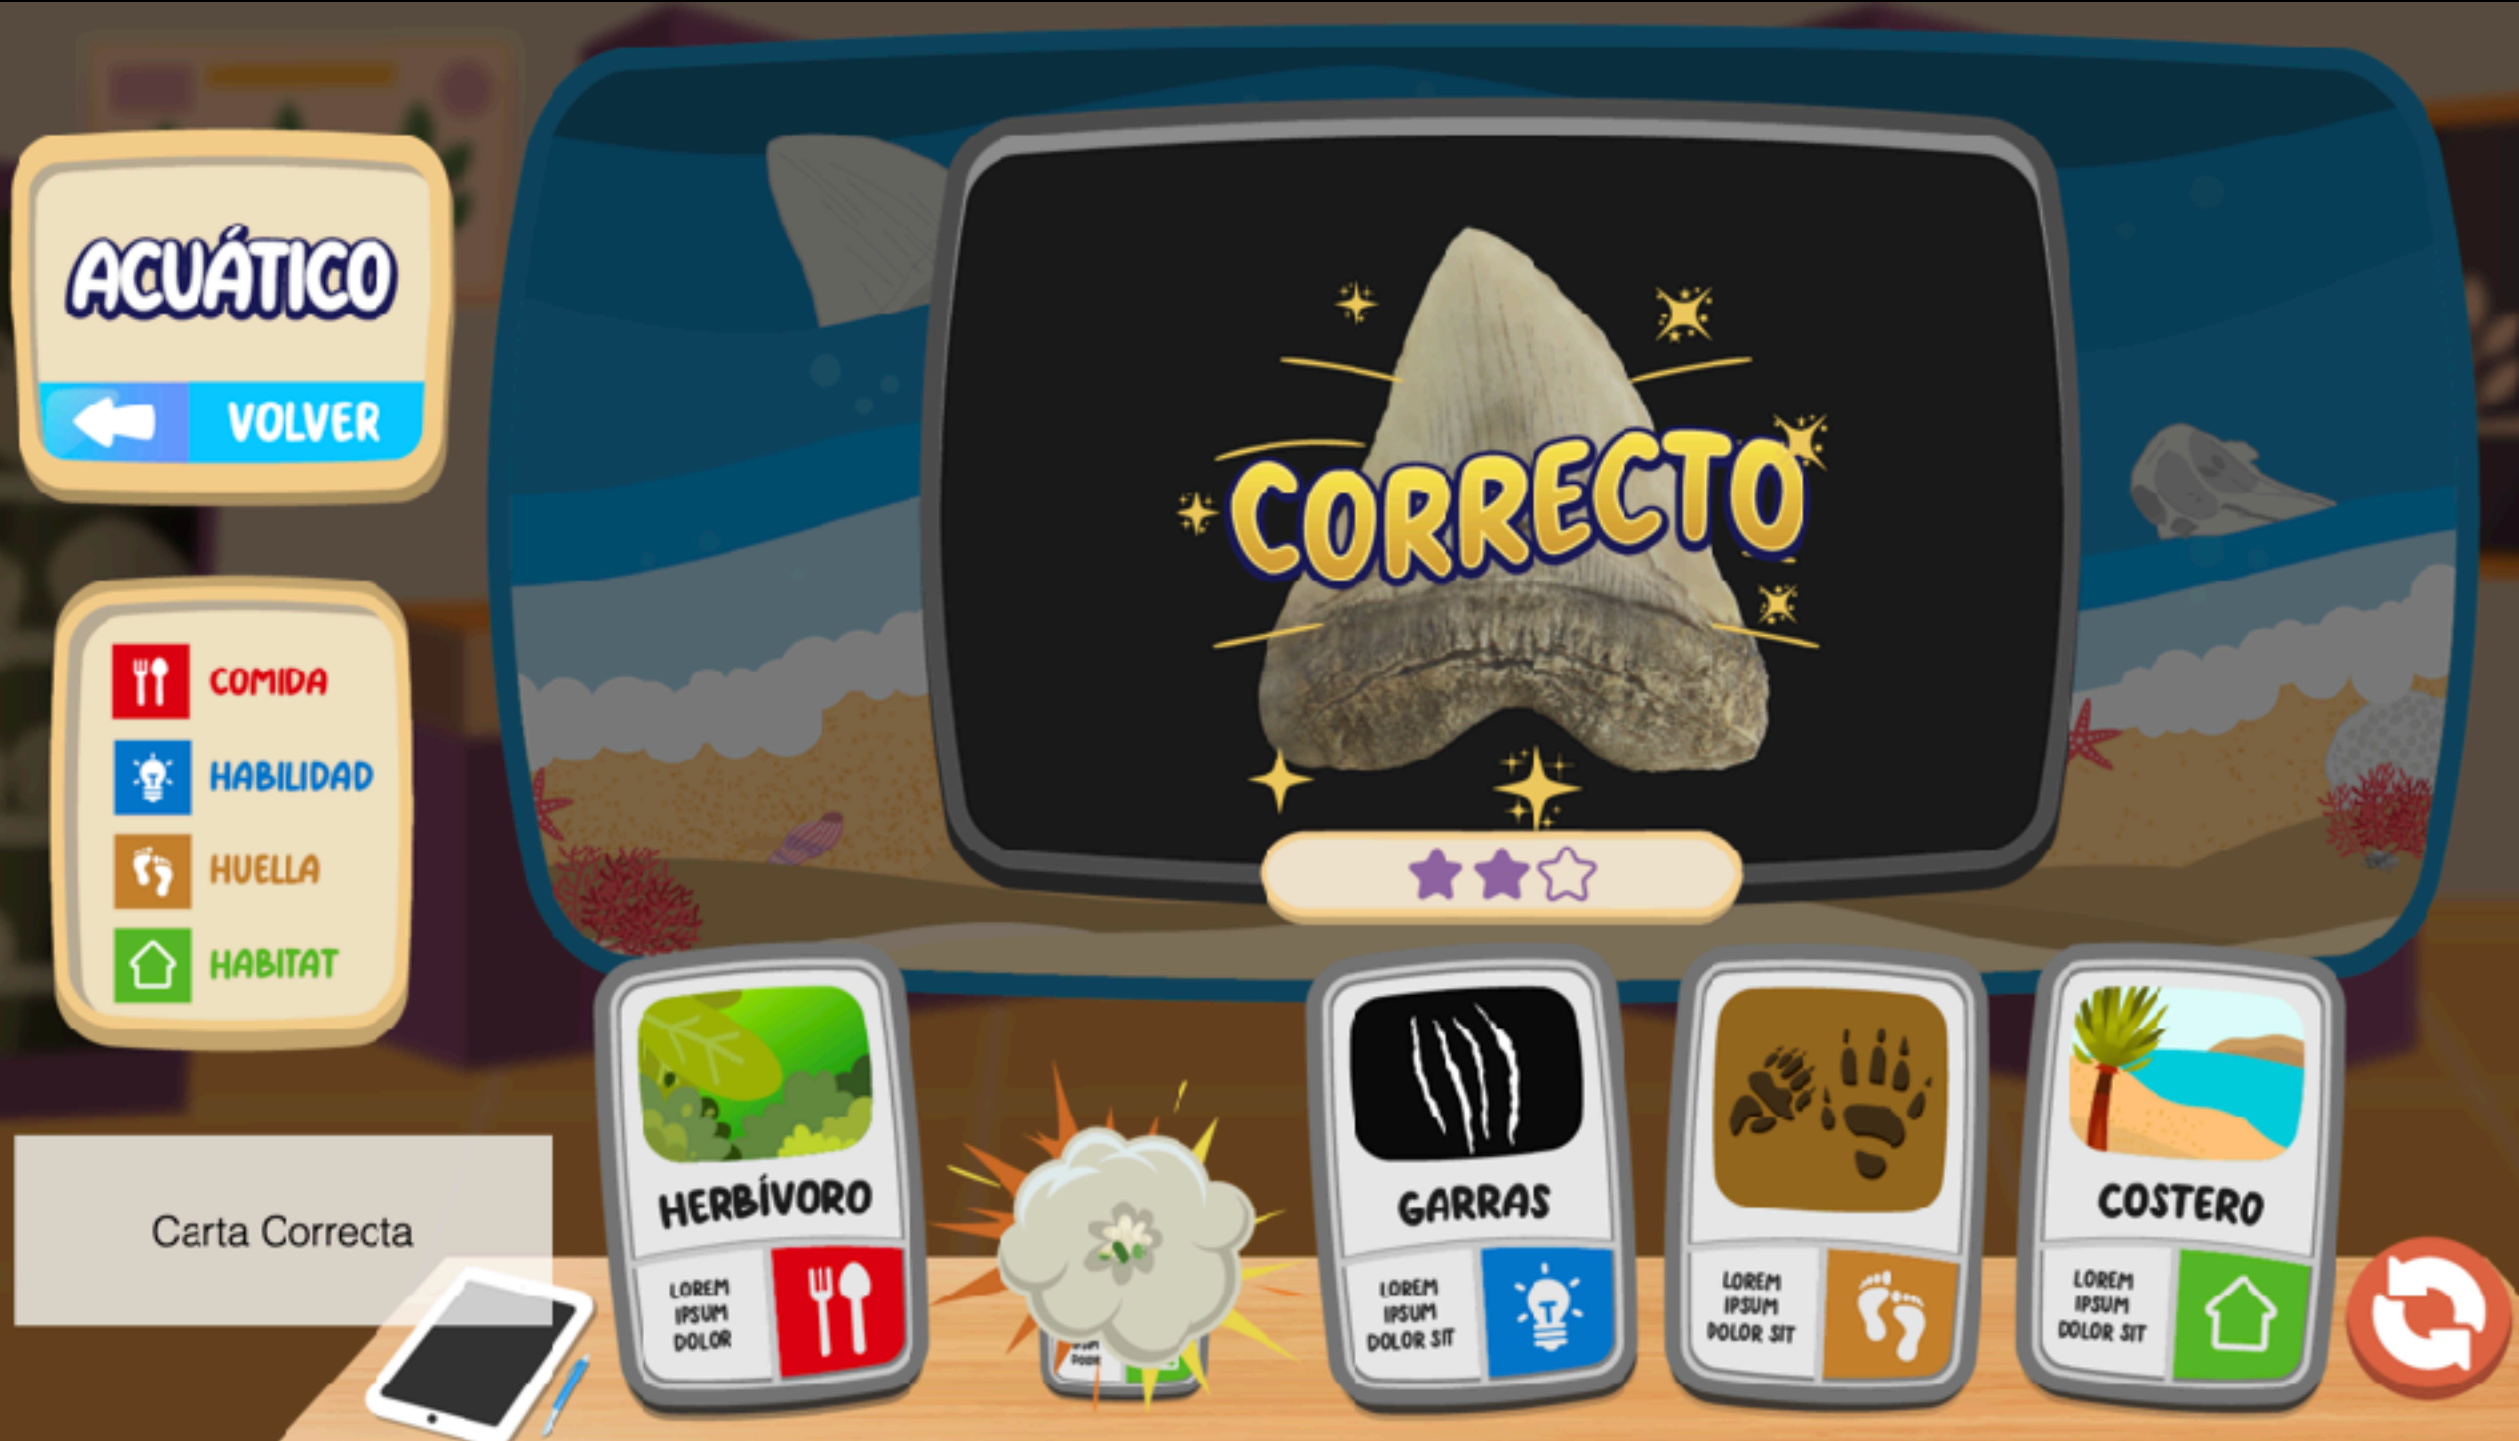 ACUÁTICO
VOLVER
COMIDA
HABILIDAD
HUELLA
HABITAT
CORRECTO
Carta Correcta
HERBÍVORO
LOREM
IPSUM
DOLOR
GARRAS
LOREM
IPSUM
DOLOR SIT
LOREM
IPSUM
DOLOR SIT
COSTERO
LOREM
IPSUM
DOLOR SIT